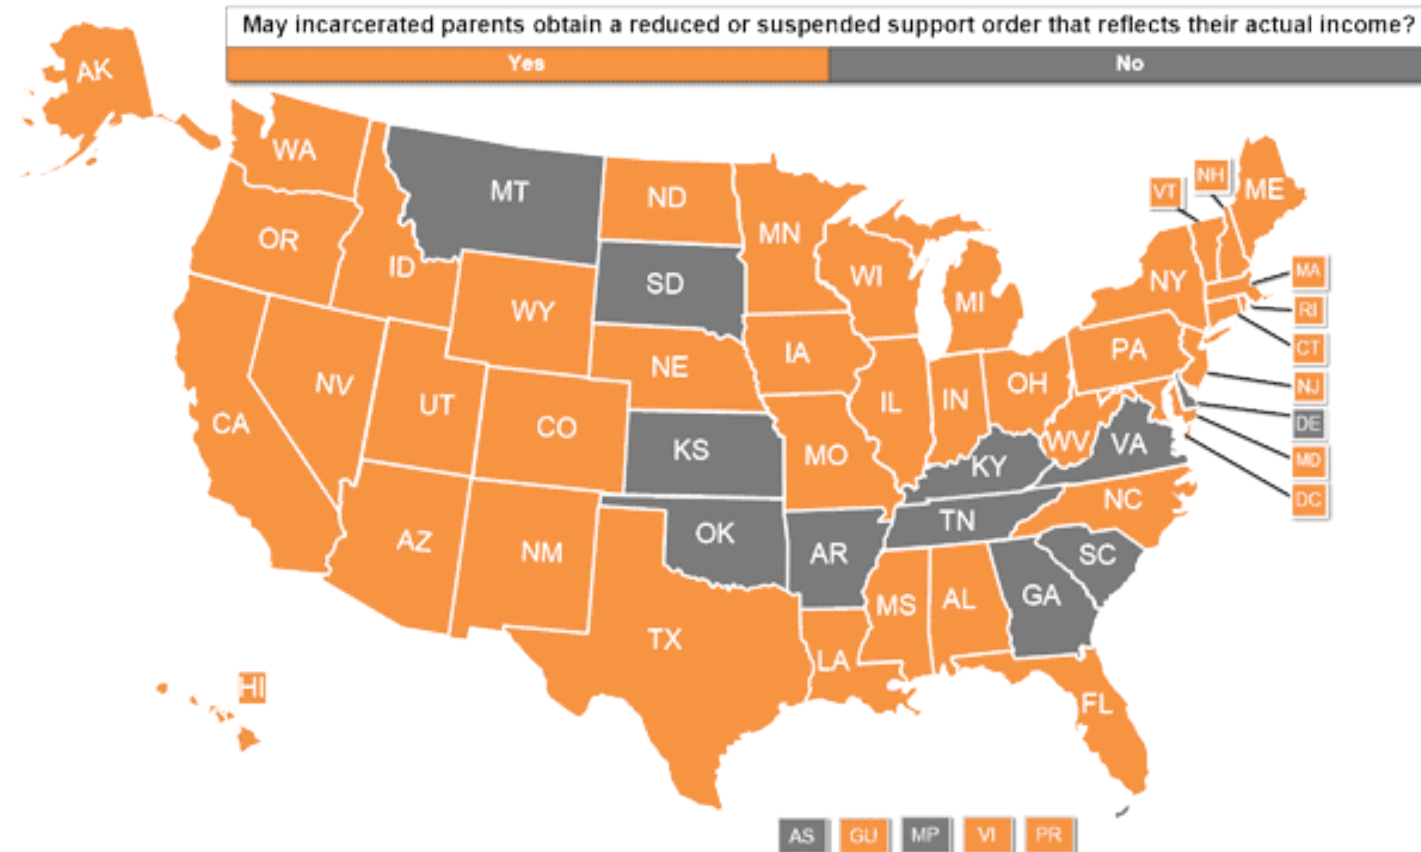 May incarcerated parents obtain a reduced or suspended support order that reflects their actual income?
Yes No
AK
WA
MT
ND
MN
VT
NH
ME
OR
ID
SD
WI
MI
NY
MA
WY
RI
IA
NE
PA
CT
NV
UT
OH
NJ
CA
CO
IL
IN
DE
KS
MO
WV
VA
MD
KY
DC
NC
AZ
NM
OK
AR
TN
SC
MS
AL
GA
TX
LA
HI
FL
AS GU MP VI PR